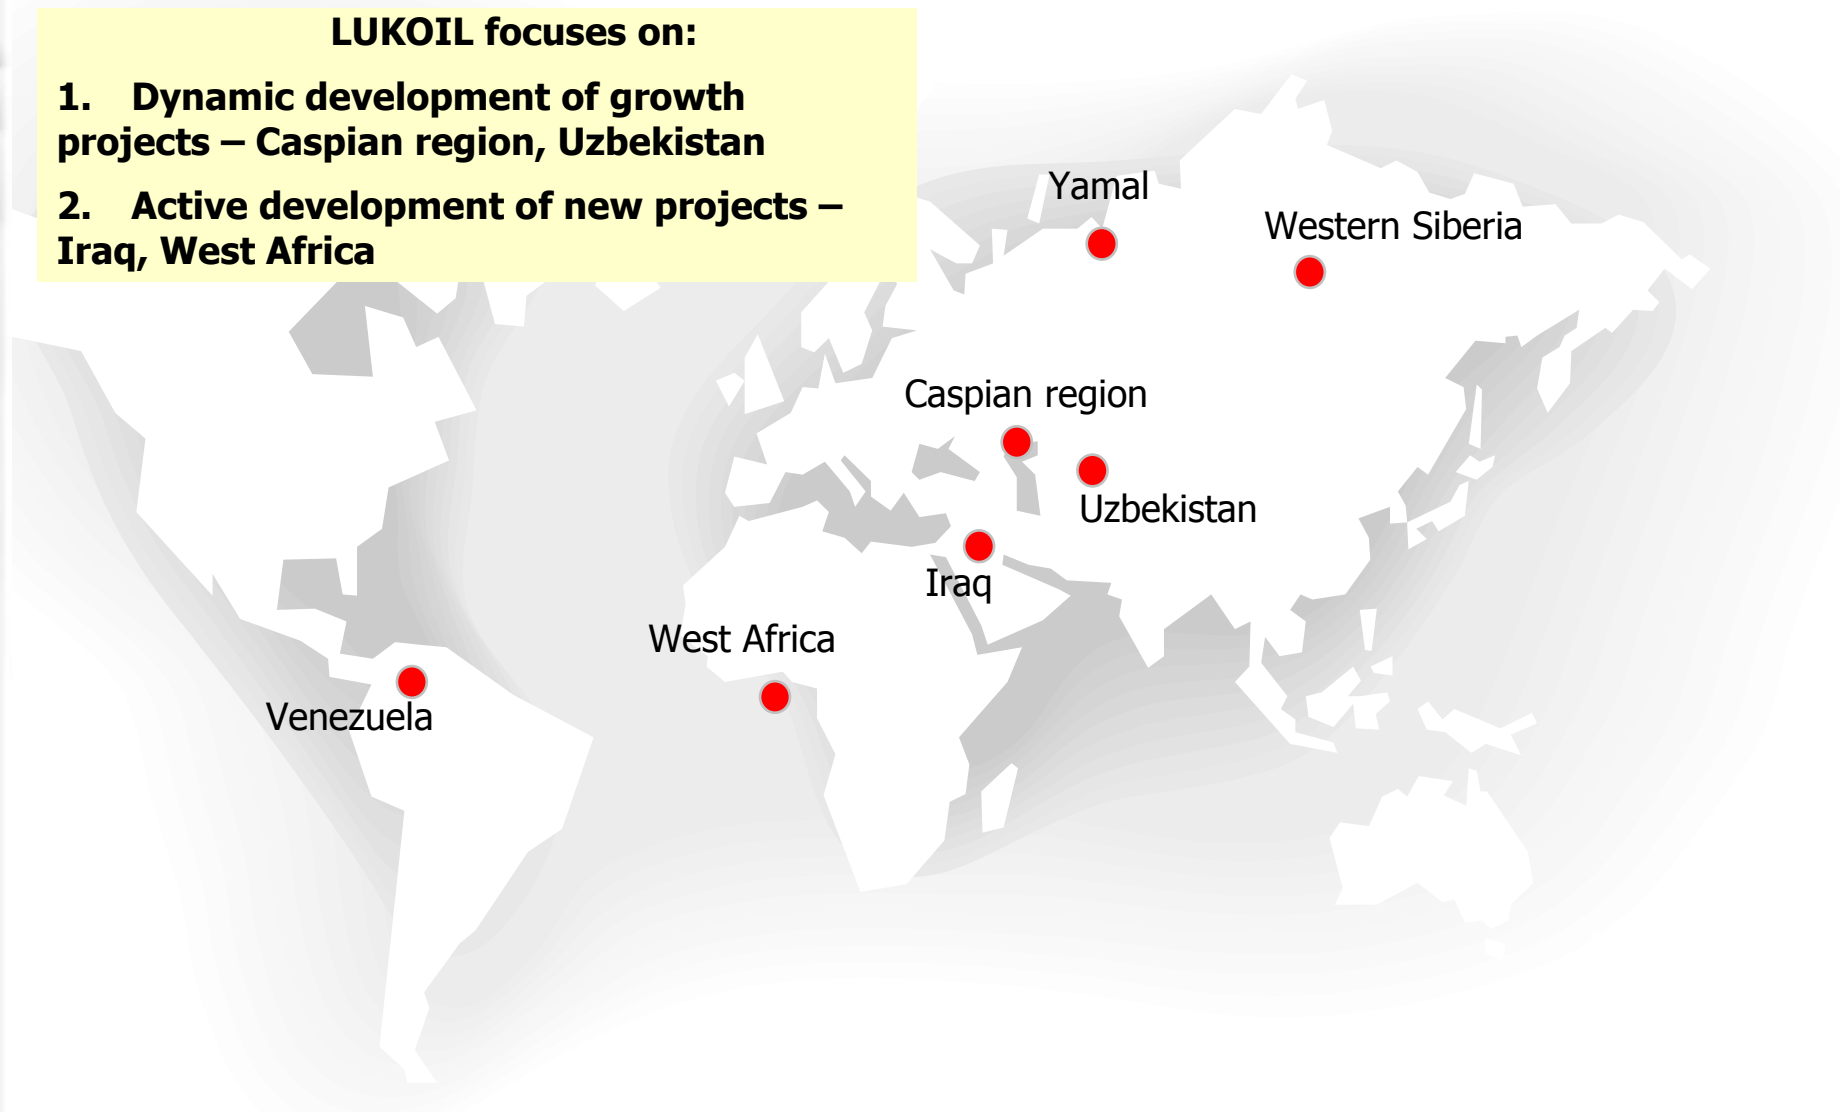 LUKOIL focuses on:
1. Dynamic development of growth
projects – Caspian region, Uzbekistan
2. Active development of new projects –
Iraq, West Africa
Yamal
Western Siberia
Caspian region
Uzbekistan
Iraq
West Africa
Venezuela